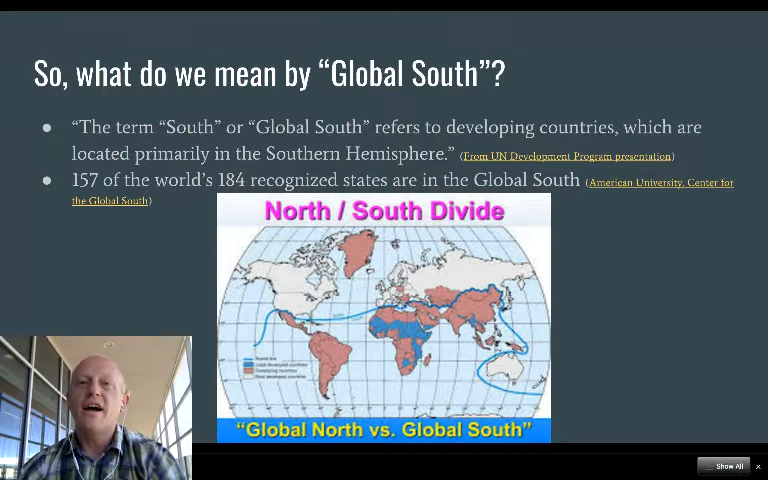 So, what do we mean by “Global South”?
● “The term “South” or “Global South” refers to developing countries, which are
located primarily in the Southern Hemisphere.” (From UN Development Program presentation)
● 157 of the world’s 184 recognized states are in the Global South (American University, Center for
the Global South)
North / South Divide
“Global North vs. Global South”
Show All